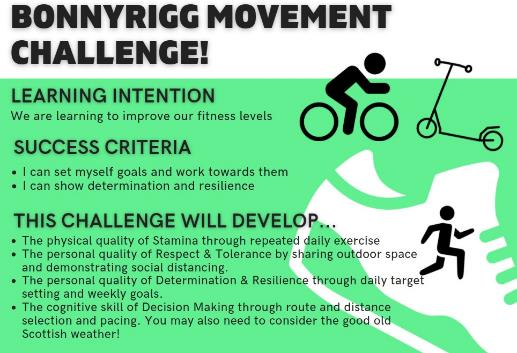 BONNYRIGG MOVEMENT
CHALLENGE!
LEARNING INTENTION
We are learning to improve our fitness levels
SUCCESS CRITERIA
• I can set myself goals and work towards them
• I can show determination and resilience
THIS CHALLENGE WILL DEVELOP...
• The physical quality of Stamina through repeated daily exercise
• The personal quality of Respect & Tolerance by sharing outdoor space
and demonstrating social distancing.
• The personal quality of Determination & Resilience through daily target
setting and weekly goals.
• The cognitive skill of Decision Making through route and distance
selection and pacing. You may also need to consider the good old
Scottish weather!